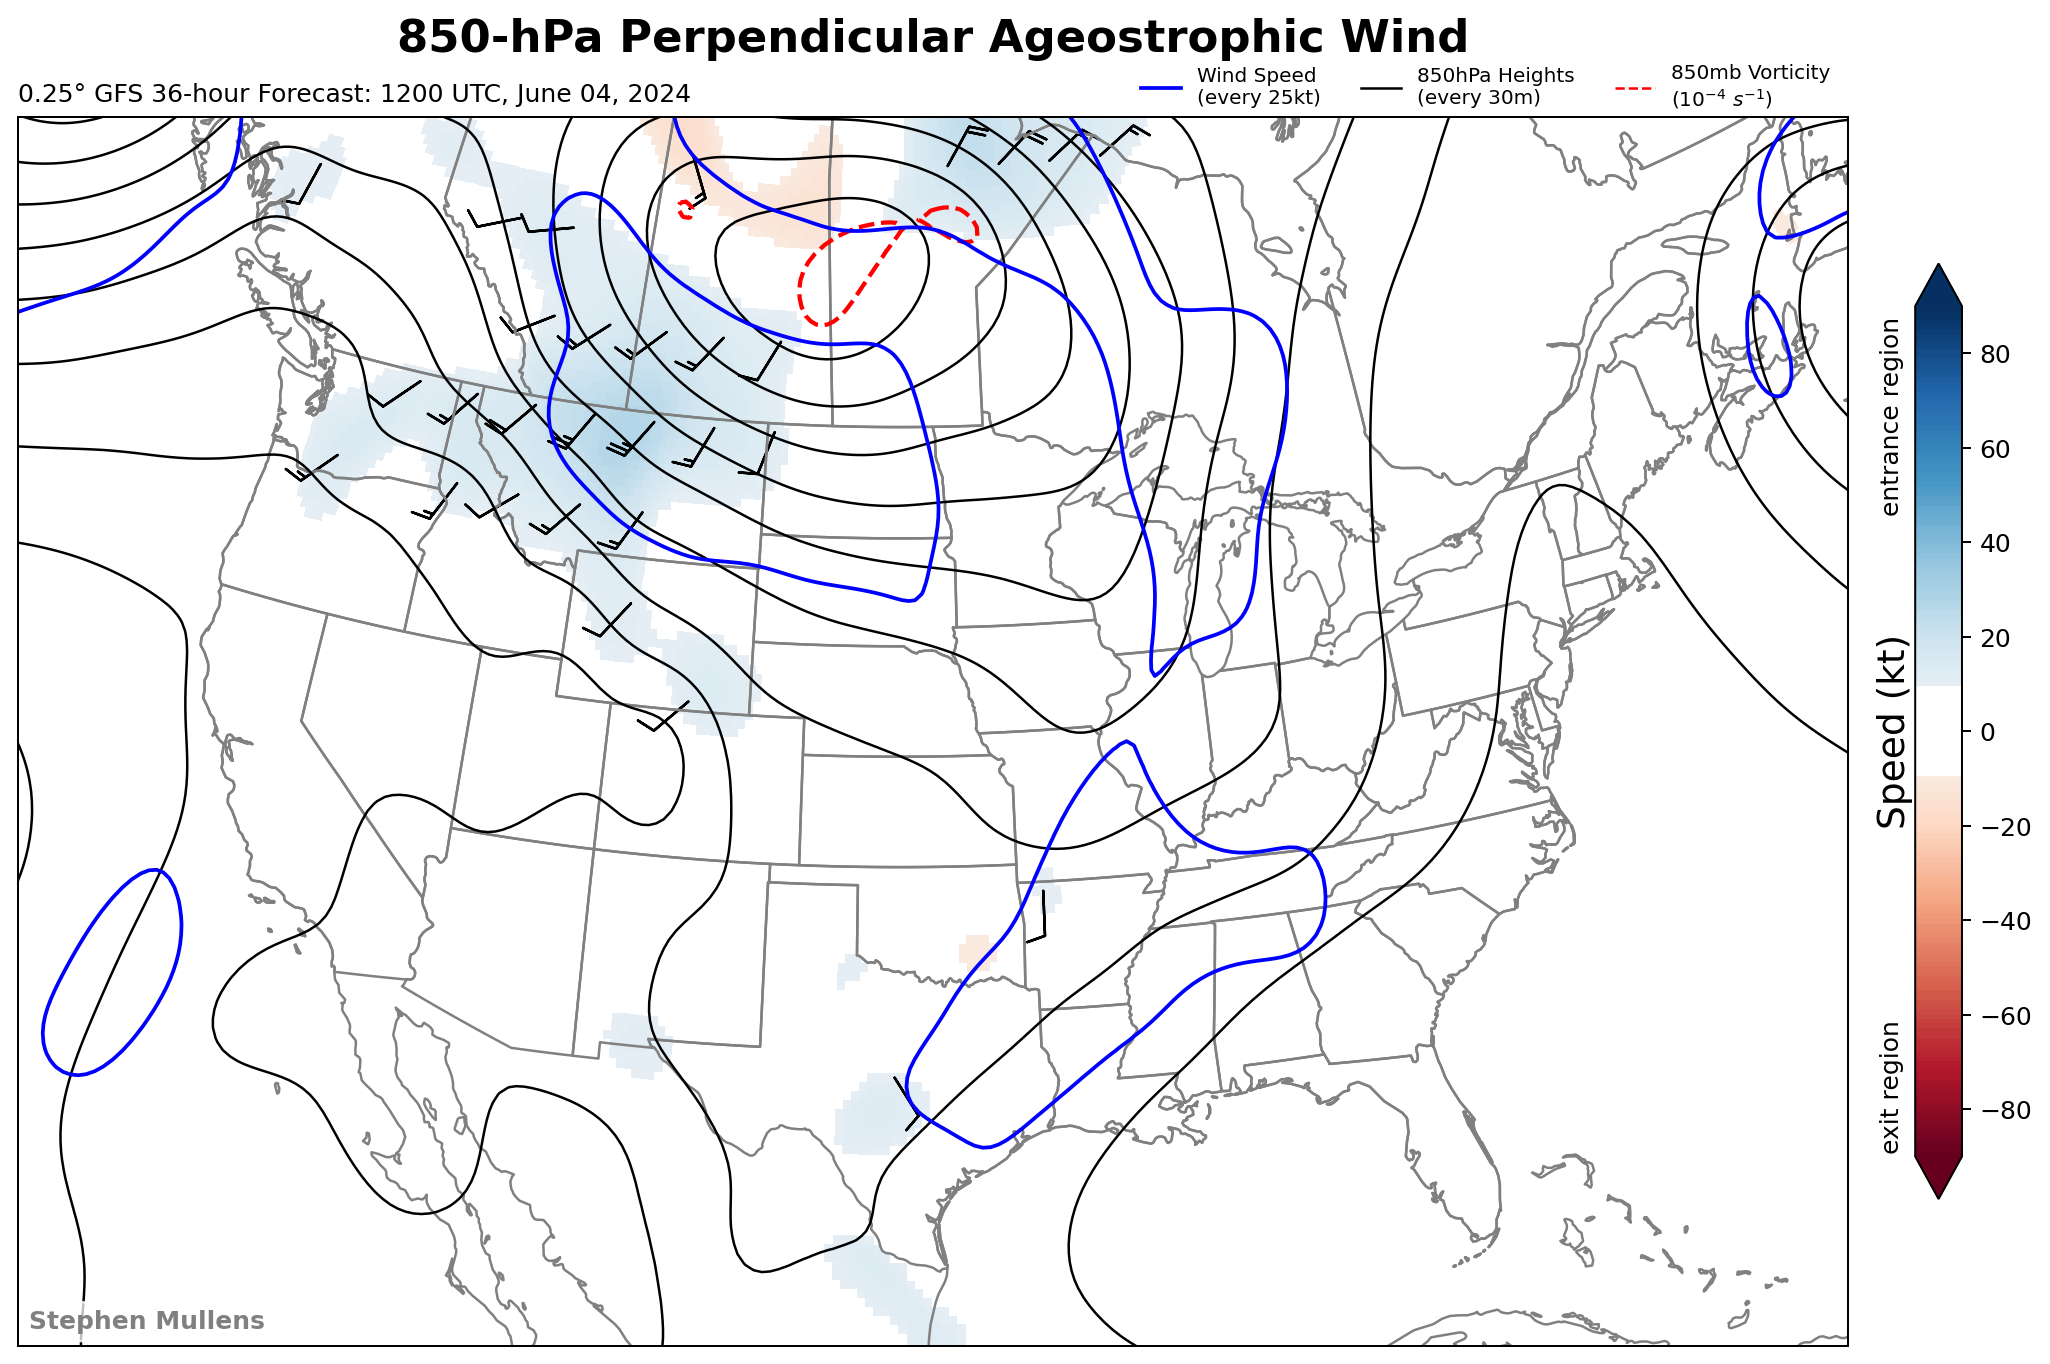 850-hPa Perpendicular Ageostrophic Wind
0.25° GFS 36-hour Forecast: 1200 UTC, June 04, 2024
Wind Speed
(every 25kt)
850hPa Heights
(every 30m)
850mb Vorticity
(10⁻⁴ s⁻¹)
entrance region
exit region
Speed (kt)
80
60
40
20
0
−20
−40
−60
−80
Stephen Mullens